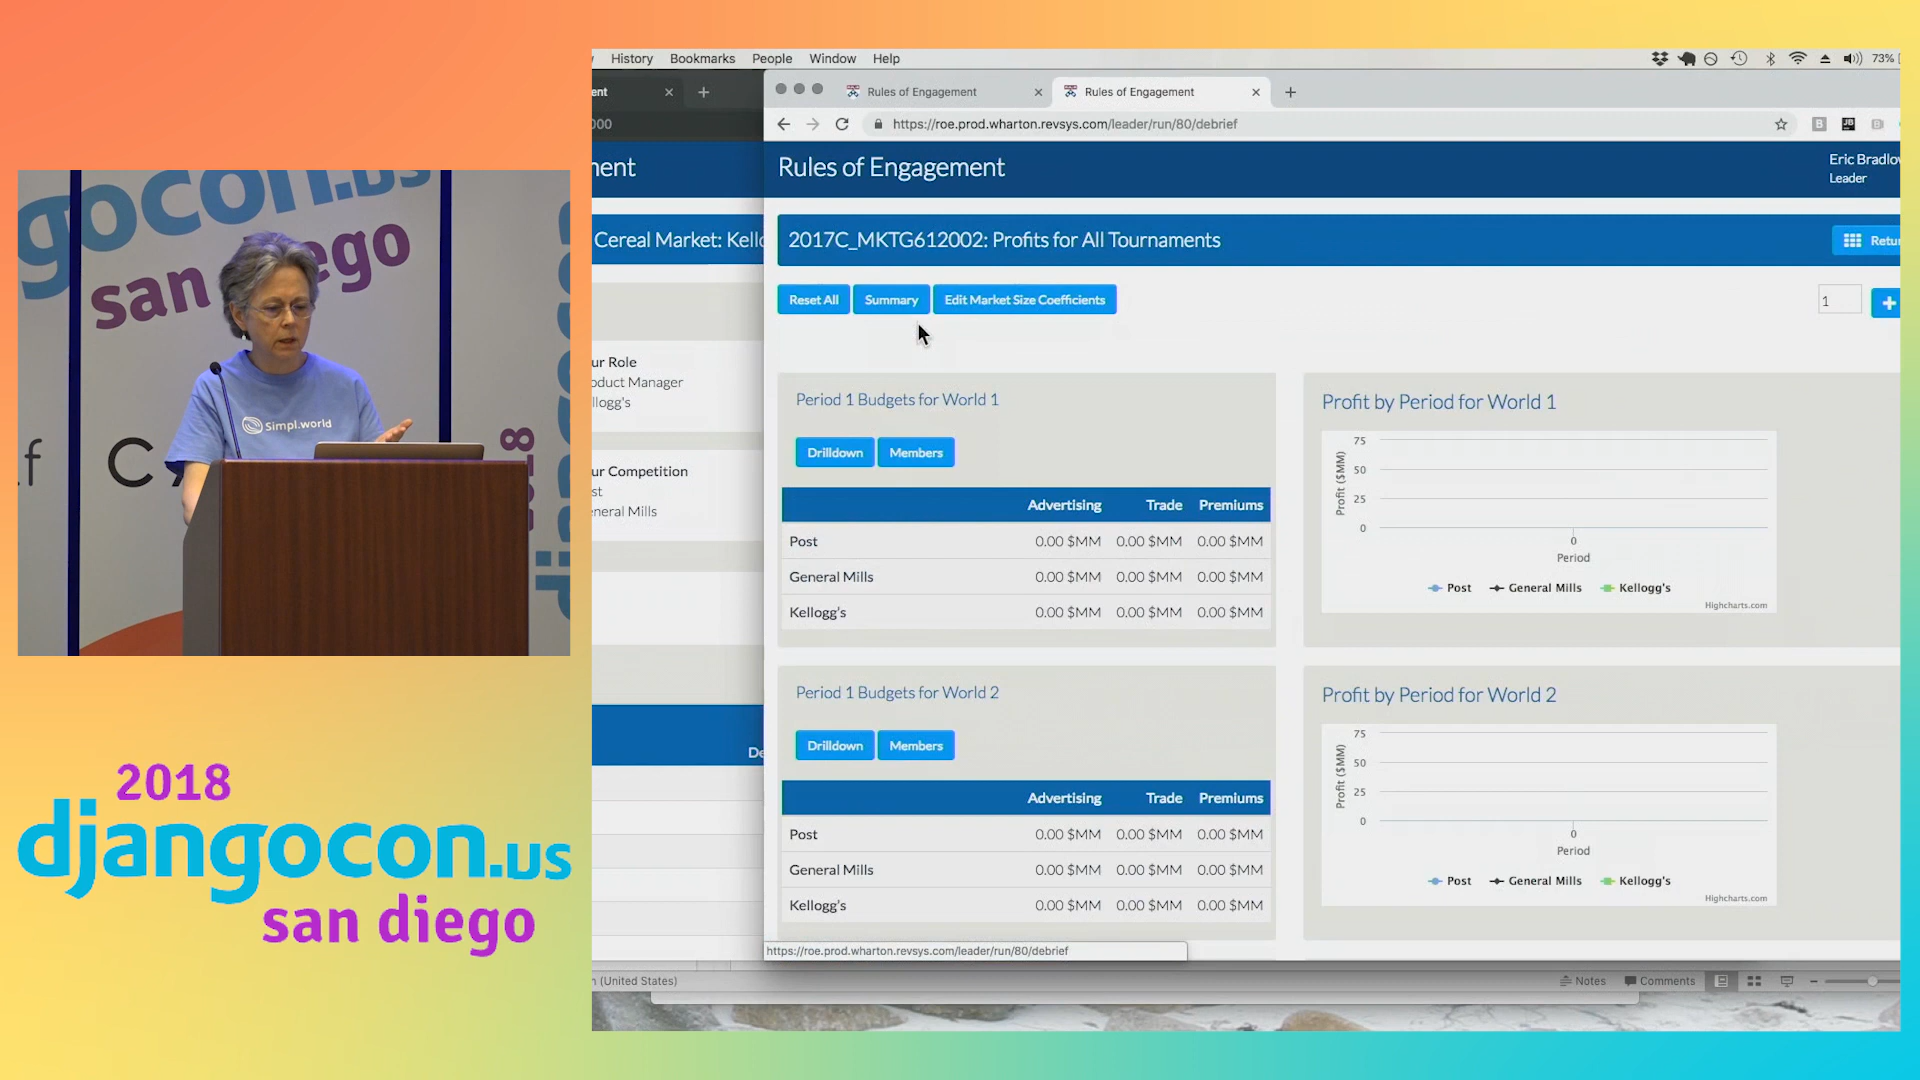 History Bookmarks People Window Help
73%
ent
Rules of Engagement
Rules of Engagement
000
https://roe.prod.wharton.revsys.com/leader/run/80/debrief
Rules of Engagement
Eric Bradlow
Leader
2017C_MKTG612002: Profits for All Tournaments
Retu
Cereal Market: Kello
Reset All
Summary
Edit Market Size Coefficients
1
ur Role
oduct Manager
llogg's
ur Competition
st
eneral Mills
De
Period 1 Budgets for World 1
Drilldown
Members
Advertising Trade Premiums
Post 0.00 $MM 0.00 $MM 0.00 $MM
General Mills 0.00 $MM 0.00 $MM 0.00 $MM
Kellogg's 0.00 $MM 0.00 $MM 0.00 $MM
Profit by Period for World 1
Profit ($MM)
75
50
25
0
0
Period
Post General Mills Kellogg's
Highcharts.com
Period 1 Budgets for World 2
Drilldown
Members
Advertising Trade Premiums
Post 0.00 $MM 0.00 $MM 0.00 $MM
General Mills 0.00 $MM 0.00 $MM 0.00 $MM
Kellogg's 0.00 $MM 0.00 $MM 0.00 $MM
Profit by Period for World 2
Profit ($MM)
75
50
25
0
0
Period
Post General Mills Kellogg's
Highcharts.com
https://roe.prod.wharton.revsys.com/leader/run/80/debrief
n (United States)
Notes
Comments
gocon.us
san
ego
Simpl.world
2018
djangocon.us
san diego